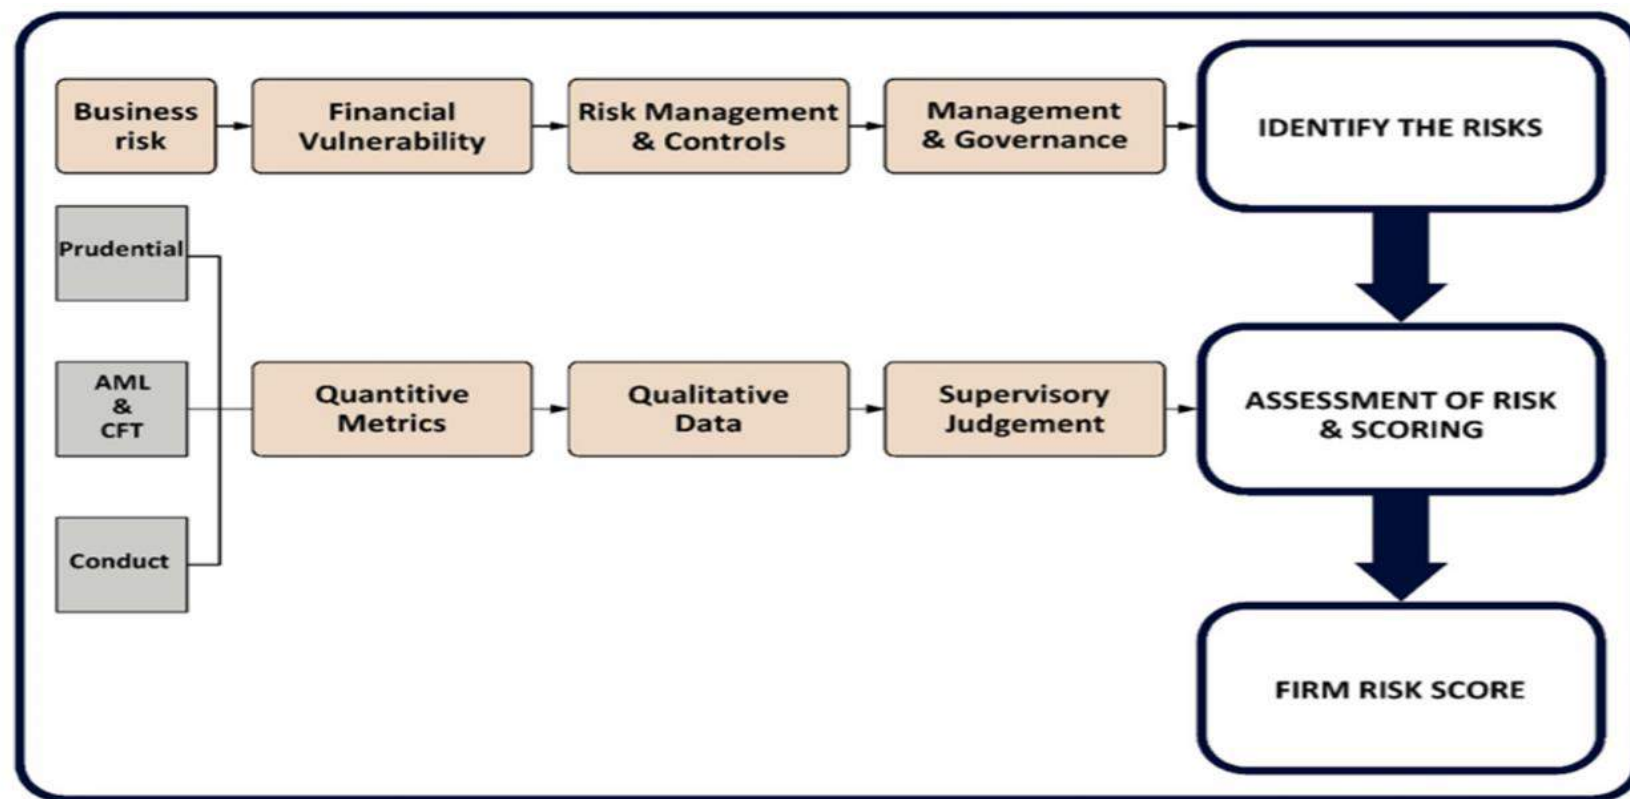 Business
risk
Financial
Vulnerability
Risk Management
& Controls
Management
& Governance
IDENTIFY THE RISKS
Prudential
AML
&
CFT
Quantitive
Metrics
Qualitative
Data
Supervisory
Judgement
ASSESSMENT OF RISK
& SCORING
Conduct
FIRM RISK SCORE